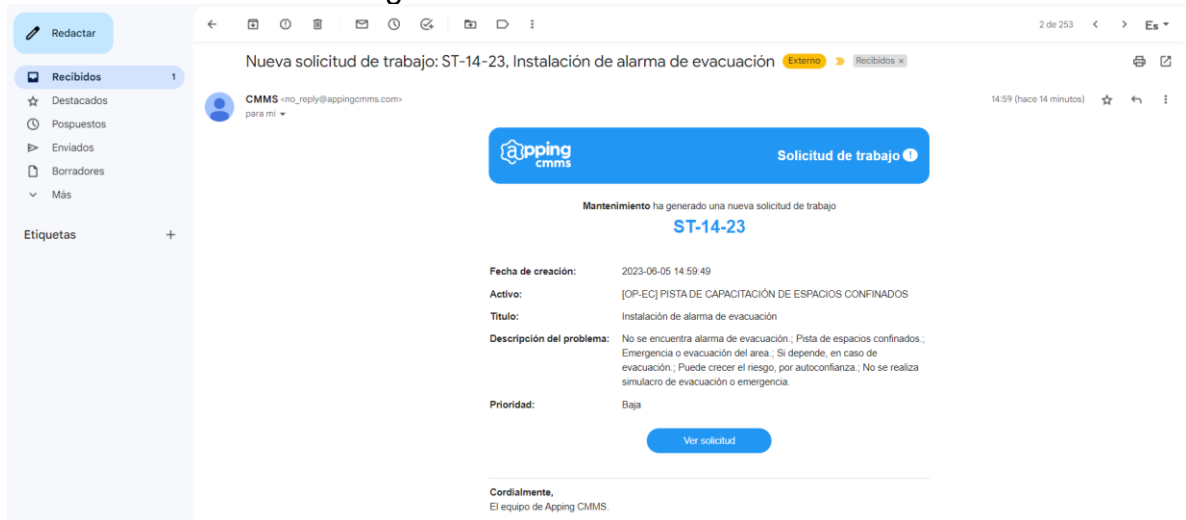 Redactar
2 de 253
Es
Nueva solicitud de trabajo: ST-14-23, Instalación de alarma de evacuación Externo Recibidos x
Recibidos 1
Destacados
Pospuestos
Enviados
Borradores
Más
Etiquetas +
CMMS <no_reply@appingcmms.com>
para mí
14:59 (hace 14 minutos)
apping
cmms
Solicitud de trabajo !
Mantenimiento ha generado una nueva solicitud de trabajo
ST-14-23
Fecha de creación: 2023-06-05 14:59:49
Activo: [OP-EC] PISTA DE CAPACITACIÓN DE ESPACIOS CONFINADOS
Título: Instalación de alarma de evacuación
Descripción del problema: No se encuentra alarma de evacuación.; Pista de espacios confinados.;
Emergencia o evacuación del area.; Si depende, en caso de
evacuación.; Puede crecer el riesgo, por autoconfianza.; No se realiza
simulacro de evacuación o emergencia.
Prioridad: Baja
Ver solicitud
Cordialmente,
El equipo de Apping CMMS.